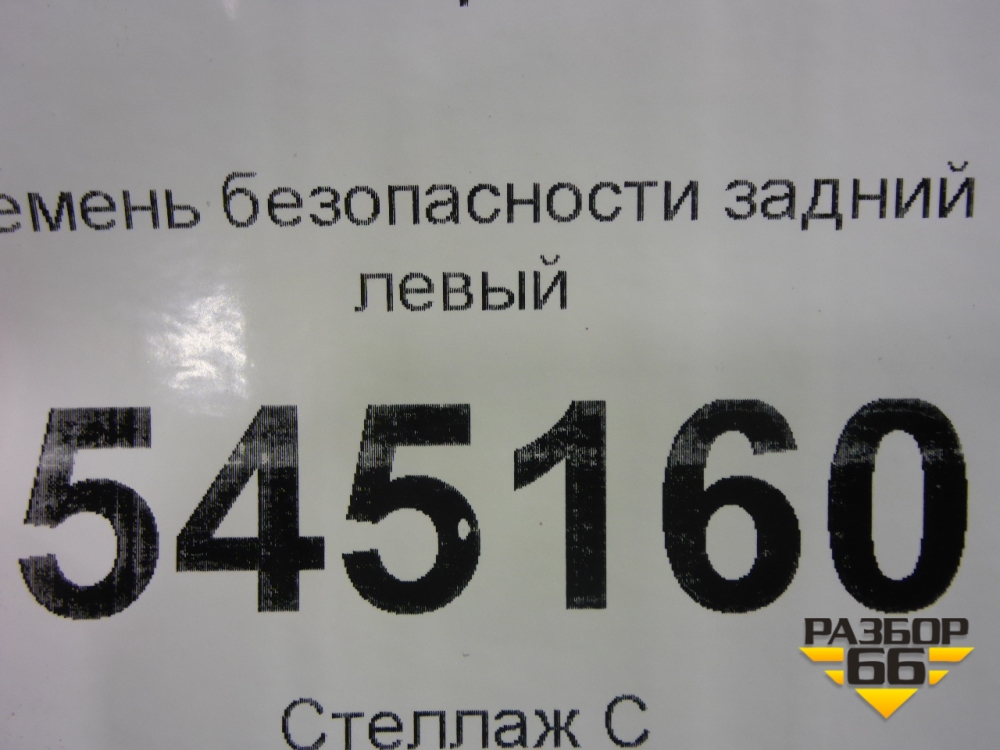 емень безопасности задний
левый
545160
РАЗБОР
66
Стеллаж С